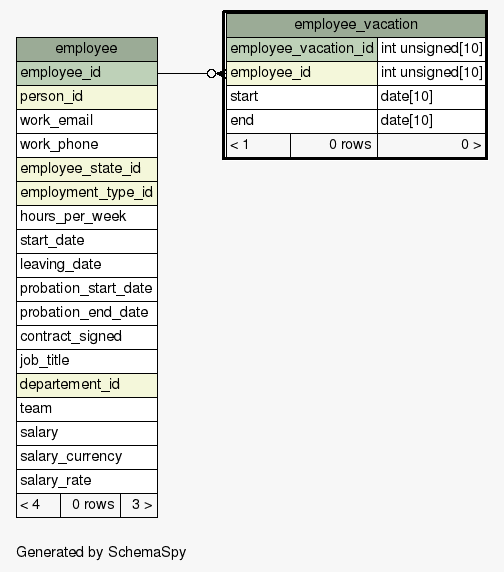 employee
employee_id
person_id
work_email
work_phone
employee_state_id
employment_type_id
hours_per_week
start_date
leaving_date
probation_start_date
probation_end_date
contract_signed
job_title
departement_id
team
salary
salary_currency
salary_rate
< 4 0 rows 3 >
employee_vacation
employee_vacation_id int unsigned[10]
employee_id int unsigned[10]
start date[10]
end date[10]
< 1 0 rows 0 >
Generated by SchemaSpy